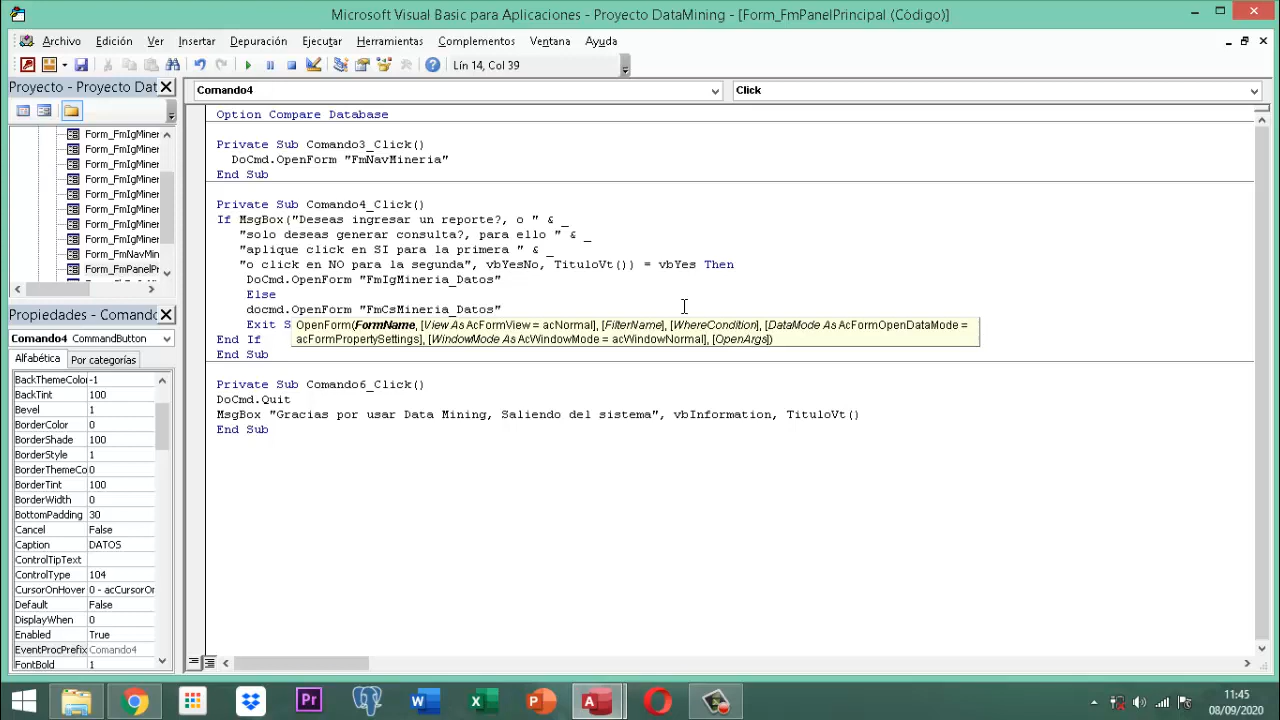 Microsoft Visual Basic para Aplicaciones - Proyecto DataMining - [Form_FmPanelPrincipal (Código)]
Archivo Edición Ver Insertar Depuración Ejecutar Herramientas Complementos Ventana Ayuda
Lín 14, Col 39
Proyecto - Proyecto Dat
Form_FmIgMiner
Form_FmIgMiner
Form_FmIgMiner
Form_FmIgMiner
Form_FmIgMiner
Form_FmIgMiner
Form_FmIgMiner
Form_FmIgMiner
Form_FmNavMin
Form_FmPanelPr
Propiedades - Comando
Comando4 CommandButton
Alfabética Por categorías
BackThemeColor -1
BackTint 100
Bevel 1
BorderColor 0
BorderShade 100
BorderStyle 1
BorderThemeCo 0
BorderTint 100
BorderWidth 0
BottomPadding 30
Cancel False
Caption DATOS
ControlTipText
ControlType 104
CursorOnHover 0 - acCursorOn
Default False
DisplayWhen 0
Enabled True
EventProcPrefix Comando4
FontBold 1
Comando4 Click
Option Compare Database
Private Sub Comando3_Click()
DoCmd.OpenForm "FmNavMineria"
End Sub
Private Sub Comando4_Click()
If MsgBox("Deseas ingresar un reporte?, o " & _
"solo deseas generar consulta?, para ello " & _
"aplique click en SI para la primera " & _
"o click en NO para la segunda", vbYesNo, TituloVt()) = vbYes Then
DoCmd.OpenForm "FmIgMineria_Datos"
Else
docmd.OpenForm "FmCsMineria_Datos"
Exit S
OpenForm(FormName, [View As AcFormView = acNormal], [FilterName], [WhereCondition], [DataMode As AcFormOpenDataMode =
acFormPropertySettings], [WindowMode As AcWindowMode = acWindowNormal], [OpenArgs])
End If
End Sub
Private Sub Comando6_Click()
DoCmd.Quit
MsgBox "Gracias por usar Data Mining, Saliendo del sistema", vbInformation, TituloVt()
End Sub
Pr
11:45
08/09/2020